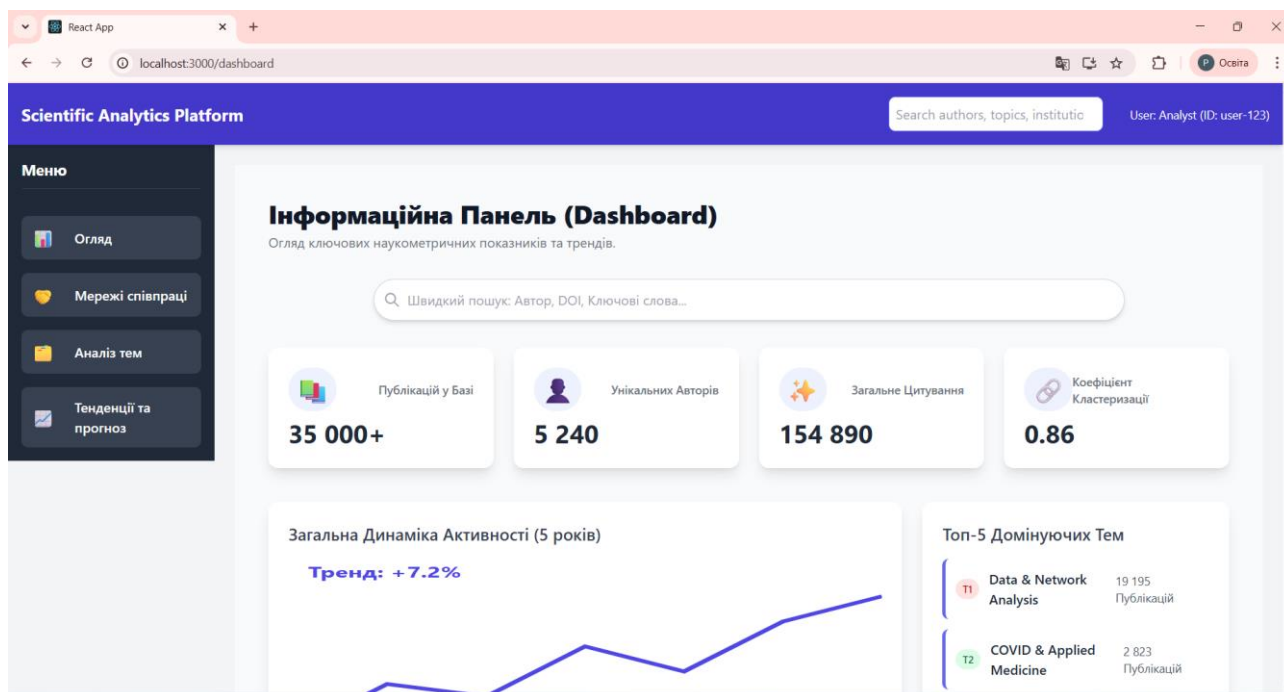 React App
localhost:3000/dashboard
P Освіта
Scientific Analytics Platform
Search authors, topics, institutic
User: Analyst (ID: user-123)
Меню
Огляд
Мережі співпраці
Аналіз тем
Тенденції та
прогноз
Інформаційна Панель (Dashboard)
Огляд ключових наукометричних показників та трендів.
Швидкий пошук: Автор, DOI, Ключові слова...
Публікацій у Базі
35 000+
Унікальних Авторів
5 240
Загальне Цитування
154 890
Коефіцієнт
Кластеризації
0.86
Загальна Динаміка Активності (5 років)
Тренд: +7.2%
Топ-5 Домінуючих Тем
T1
Data & Network
Analysis
19 195
Публікацій
T2
COVID & Applied
Medicine
2 823
Публікацій